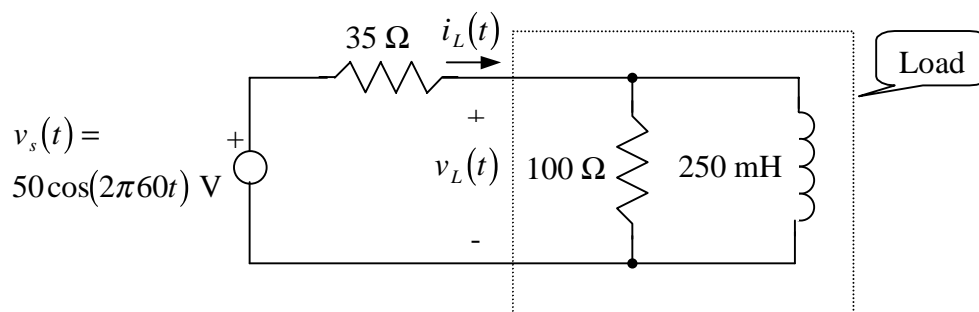 35 Ω
i_L(t)
Load
v_s(t) =
50cos(2π60t) V
+
+
v_L(t)
-
100 Ω
250 mH